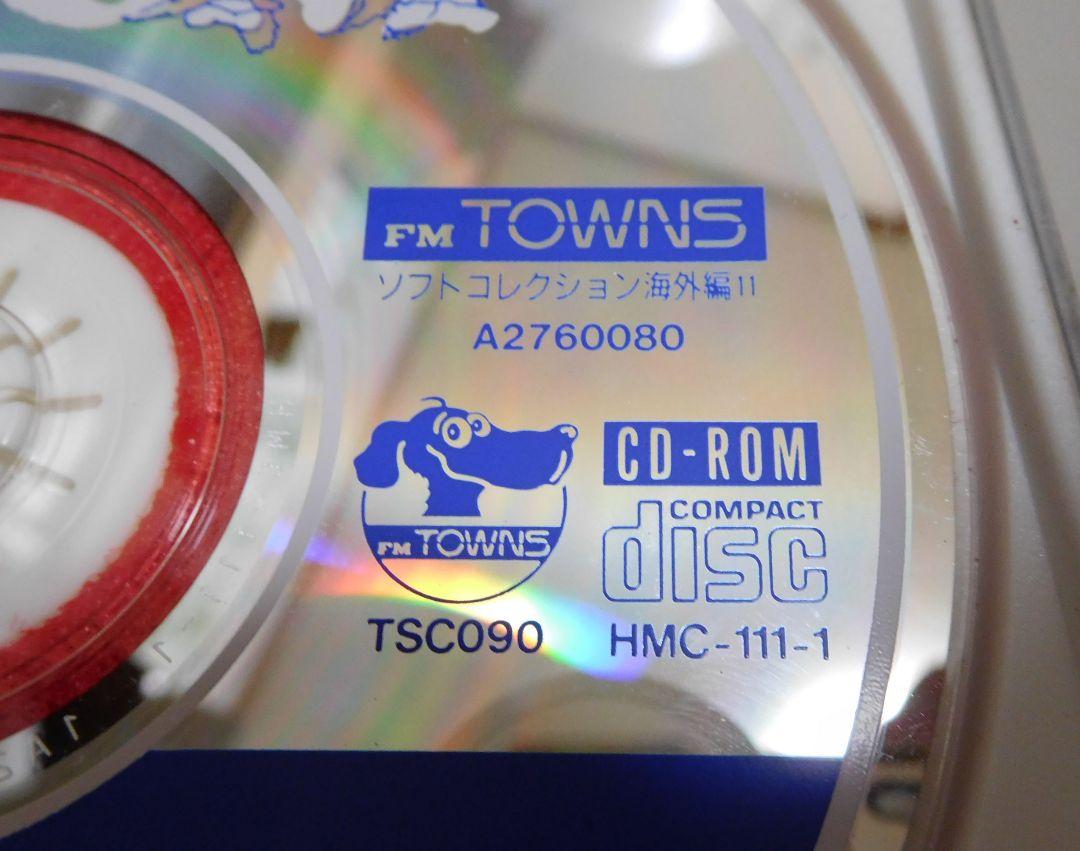 FM TOWNS
ソフトコレクション海外編11
A2760080
FM TOWNS
TSC090
CD-ROM
COMPACT
disc
HMC-111-1